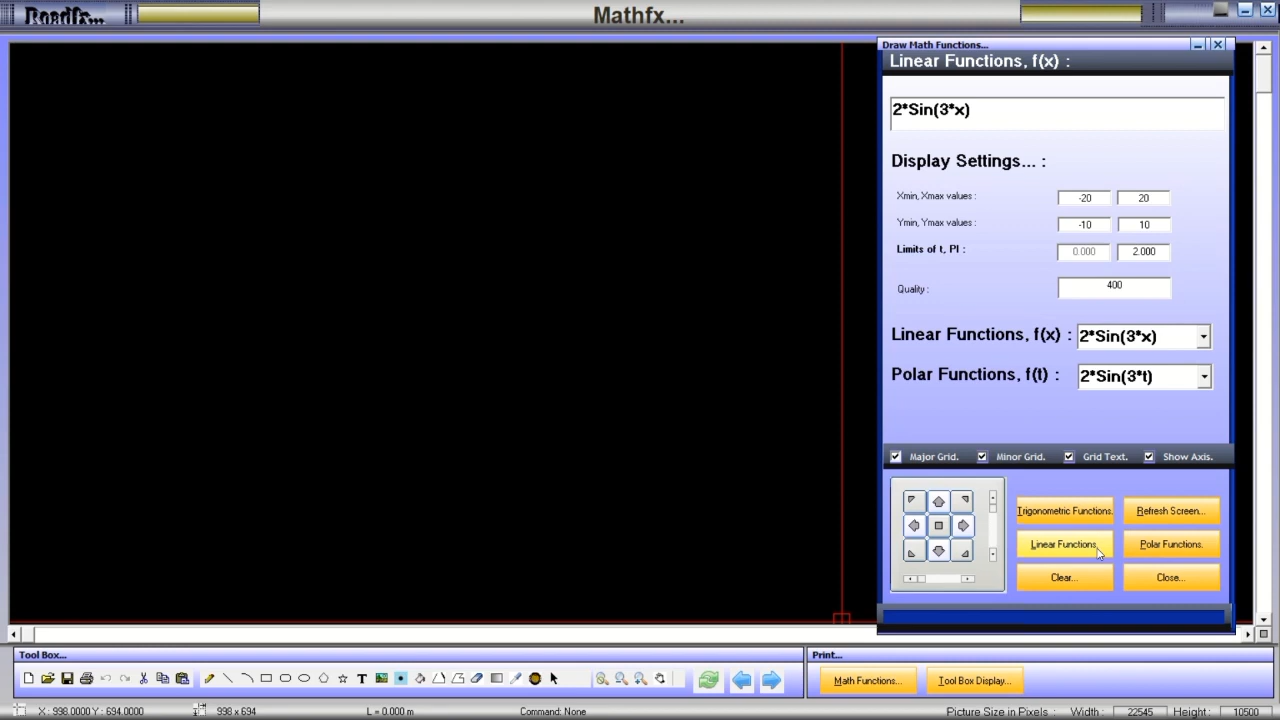 Roadfx...
Mathfx...
Draw Math Functions...
Linear Functions, f(x) :
2*Sin(3*x)
Display Settings... :
Xmin, Xmax values : -20 20
Ymin, Ymax values : -10 10
Limits of t, PI : 0.000 2.000
Quality : 400
Linear Functions, f(x) : 2*Sin(3*x)
Polar Functions, f(t) : 2*Sin(3*t)
Major Grid. Minor Grid. Grid Text. Show Axis.
Trigonometric Functions. Refresh Screen...
Linear Functions. Polar Functions.
Clear... Close...
Tool Box... Print...
T
Math Functions... Tool Box Display...
X : 998.0000 Y : 694.0000 998 x 694 L = 0.000 m Command: None Picture Size in Pixels : Width : 22545 Height : 10500